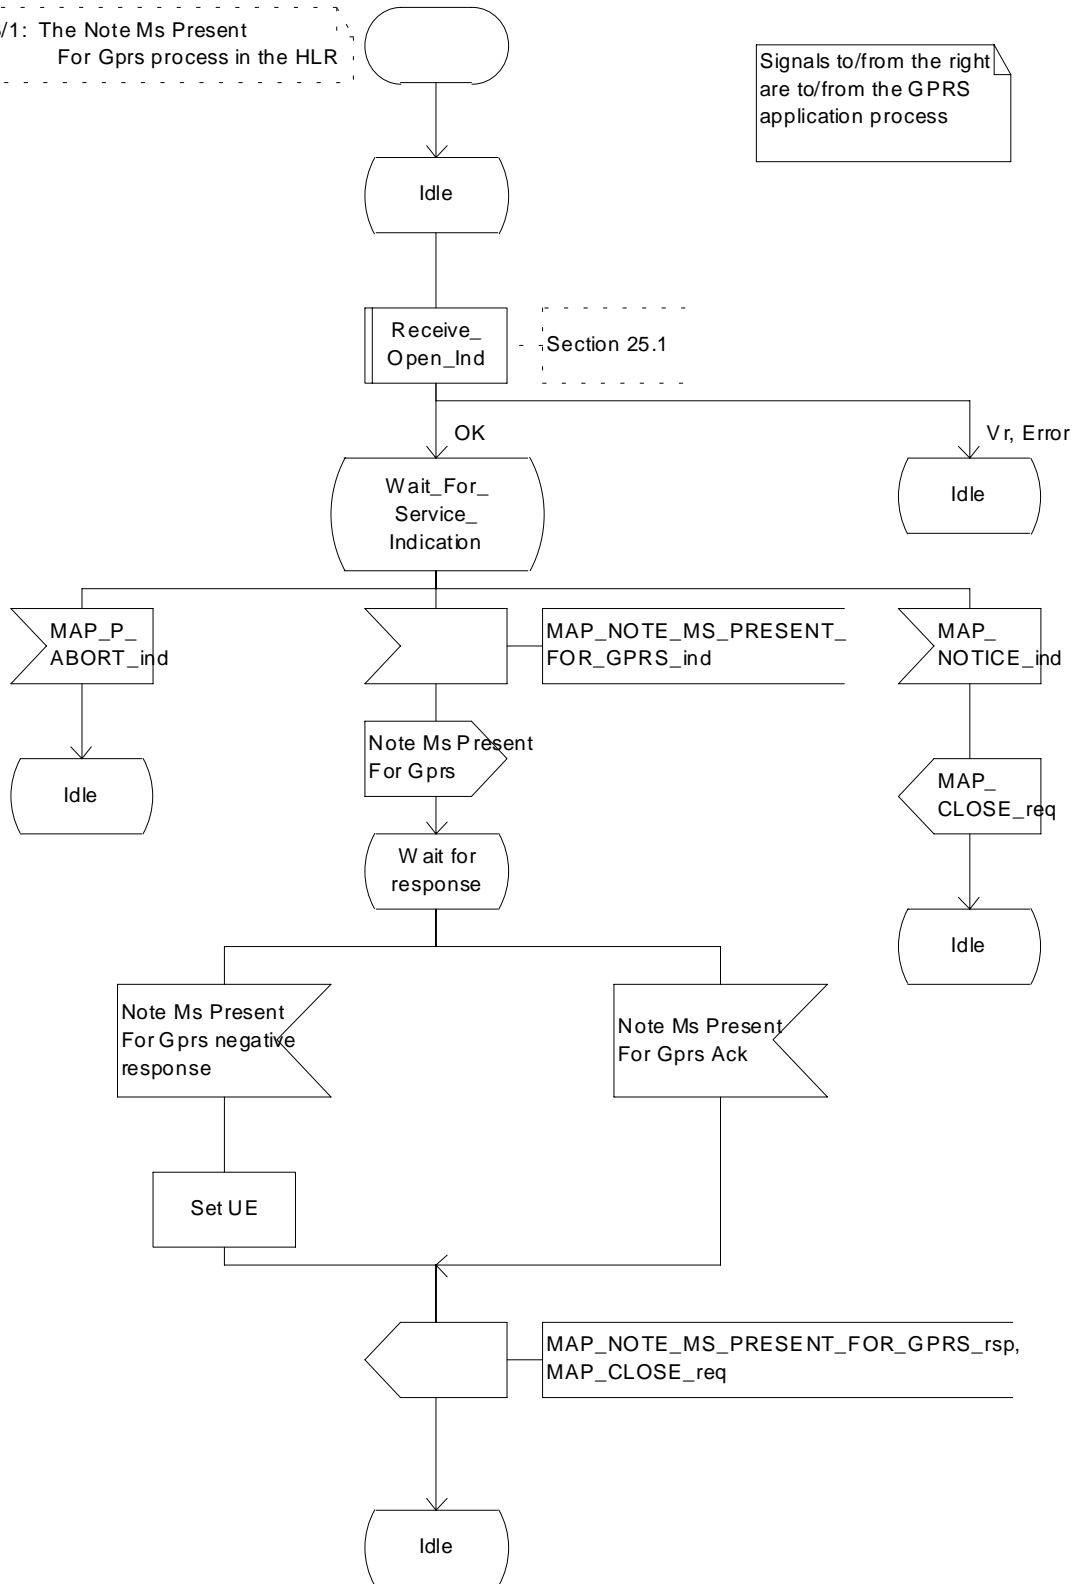 /1: The Note Ms Present
For Gprs process in the HLR
Signals to/from the right
are to/from the GPRS
application process
Idle
Receive_
Open_Ind
Section 25.1
OK
Vr, Error
Wait_For_
Service_
Indication
Idle
MAP_P_
ABORT_ind
MAP_NOTE_MS_PRESENT_
FOR_GPRS_ind
MAP_
NOTICE_ind
Note Ms Present
For Gprs
Idle
MAP_
CLOSE_req
Wait for
response
Idle
Note Ms Present
For Gprs negative
response
Note Ms Present
For Gprs Ack
Set UE
MAP_NOTE_MS_PRESENT_FOR_GPRS_rsp,
MAP_CLOSE_req
Idle